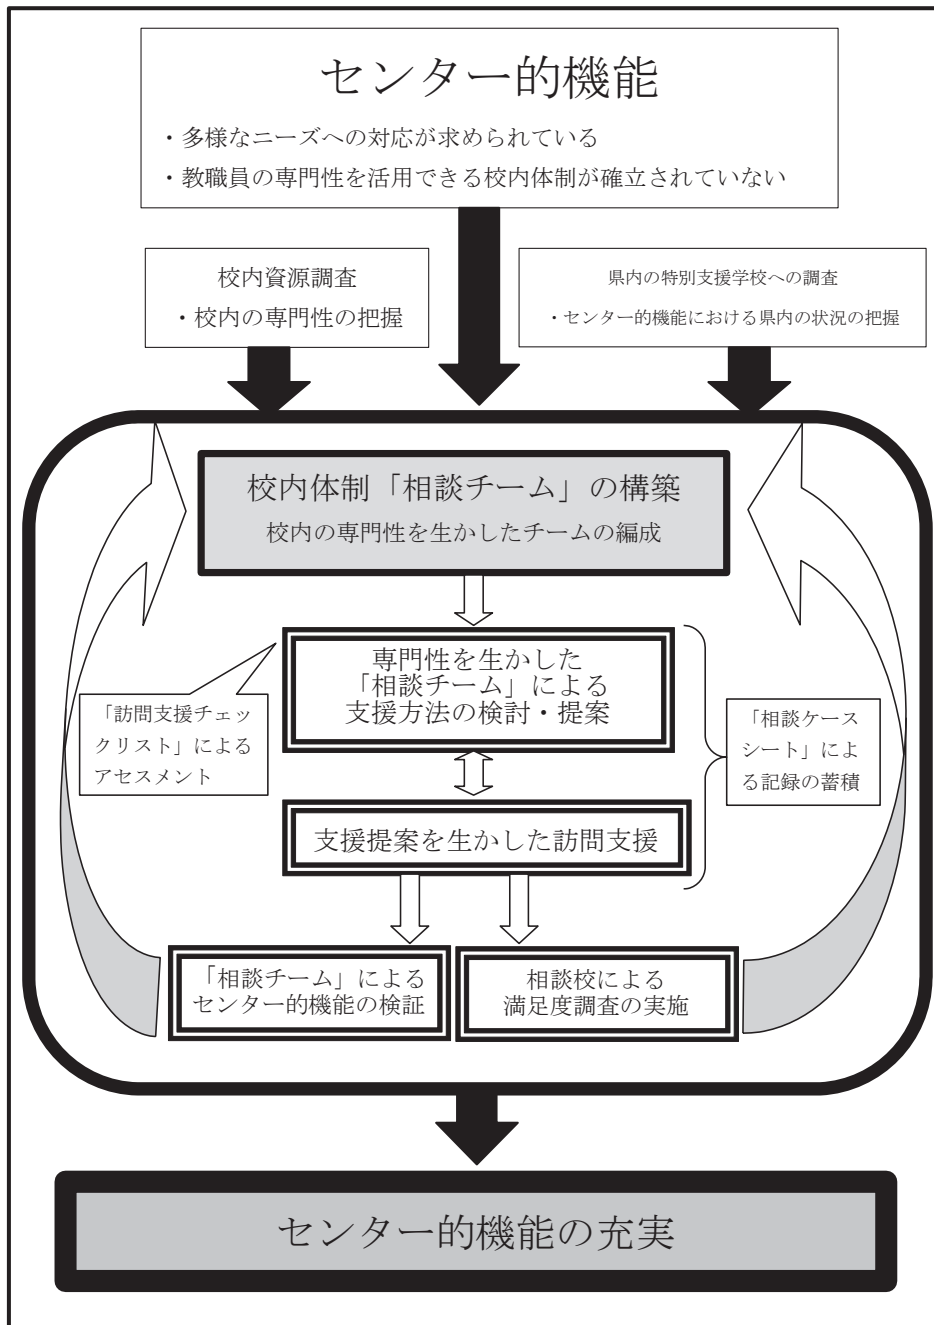 センター的機能
・多様なニーズへの対応が求められている
・教職員の専門性を活用できる校内体制が確立されていない
校内資源調査
・校内の専門性の把握
県内の特別支援学校への調査
・センター的機能における県内の状況の把握
校内体制「相談チーム」の構築
校内の専門性を生かしたチームの編成
専門性を生かした
「相談チーム」による
支援方法の検討・提案
「訪問支援チェッ
クリスト」による
アセスメント
「相談ケース
シート」によ
る記録の蓄積
支援提案を生かした訪問支援
「相談チーム」による
センター的機能の検証
相談校による
満足度調査の実施
センター的機能の充実